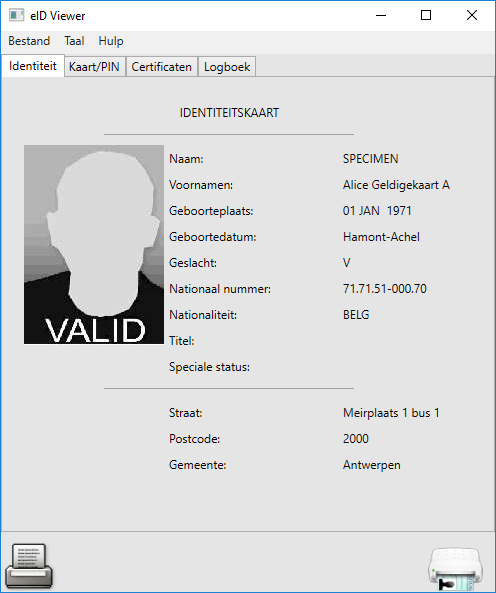 eID Viewer
Bestand Taal Hulp
Identiteit Kaart/PIN Certificaten Logboek
IDENTITEITSKAART
Naam: SPECIMEN
Voornamen: Alice Geldigekaart A
Geboorteplaats: 01 JAN  1971
Geboortedatum: Hamont-Achel
Geslacht: V
Nationaal nummer: 71.71.51-000.70
Nationaliteit: BELG
VALID
Titel:
Speciale status:
Straat: Meirplaats 1 bus 1
Postcode: 2000
Gemeente: Antwerpen